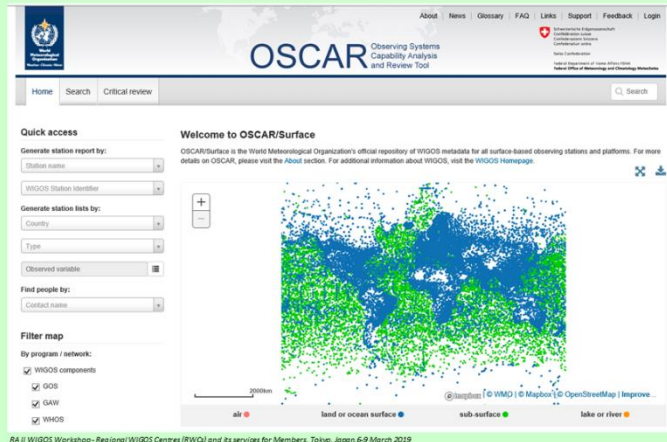 About News Glossary FAQ Links Support Feedback Login
World
Meteorological
Organization
OSCAR
Observing Systems
Capability Analysis
and Review Tool
Schweizerische Eidgenossenschaft
Confédération suisse
Confederazione Svizzera
Confederaziun svizra
Swiss Confederation
Federal Department of Home Affairs FDHA
Federal Office of Meteorology and Climatology MeteoSwiss
Home Search Critical review
Search
Quick access
Generate station report by:
Station name
WIGOS Station Identifier
Generate station lists by:
Country
Type
Observed variable
Find people by:
Contact name
Filter map
By program / network:
WIGOS components
GOS
GAW
WHOS
Welcome to OSCAR/Surface
OSCAR/Surface is the World Meteorological Organization's official repository of WIGOS metadata for all surface-based observing stations and platforms. For more
details on OSCAR, please visit the About section. For additional information about WIGOS, visit the WIGOS Homepage.
+
−
2000km
mapbox © WMO | © Mapbox © OpenStreetMap | Improve...
air land or ocean surface sub-surface lake or river
RA II WIGOS Workshop - Regional WIGOS Centres (RWCs) and its services for Members, Tokyo, Japan 6-9 March 2019